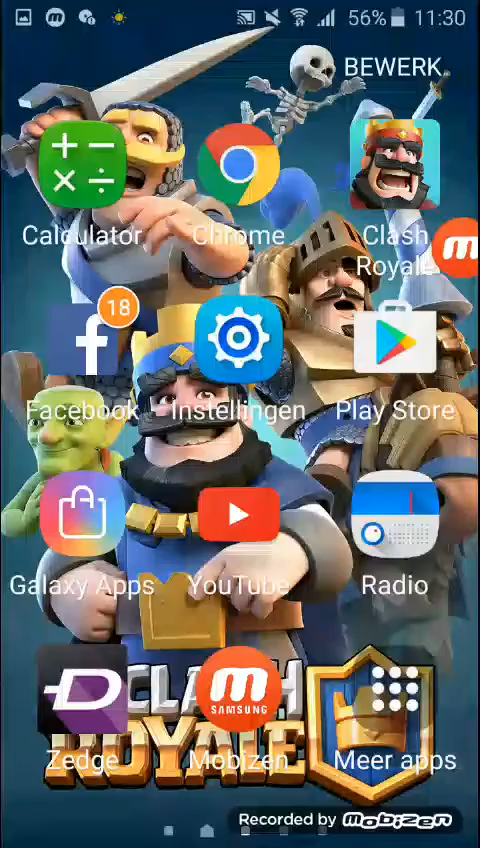 56% 11:30
BEWERK.
Calculator Chrome Clash Royale
18
Facebook Instellingen Play Store
Galaxy Apps YouTube Radio
SAMSUNG
CLASH
ROYALE
Zedge Mobizen Meer apps
Recorded by mobizen